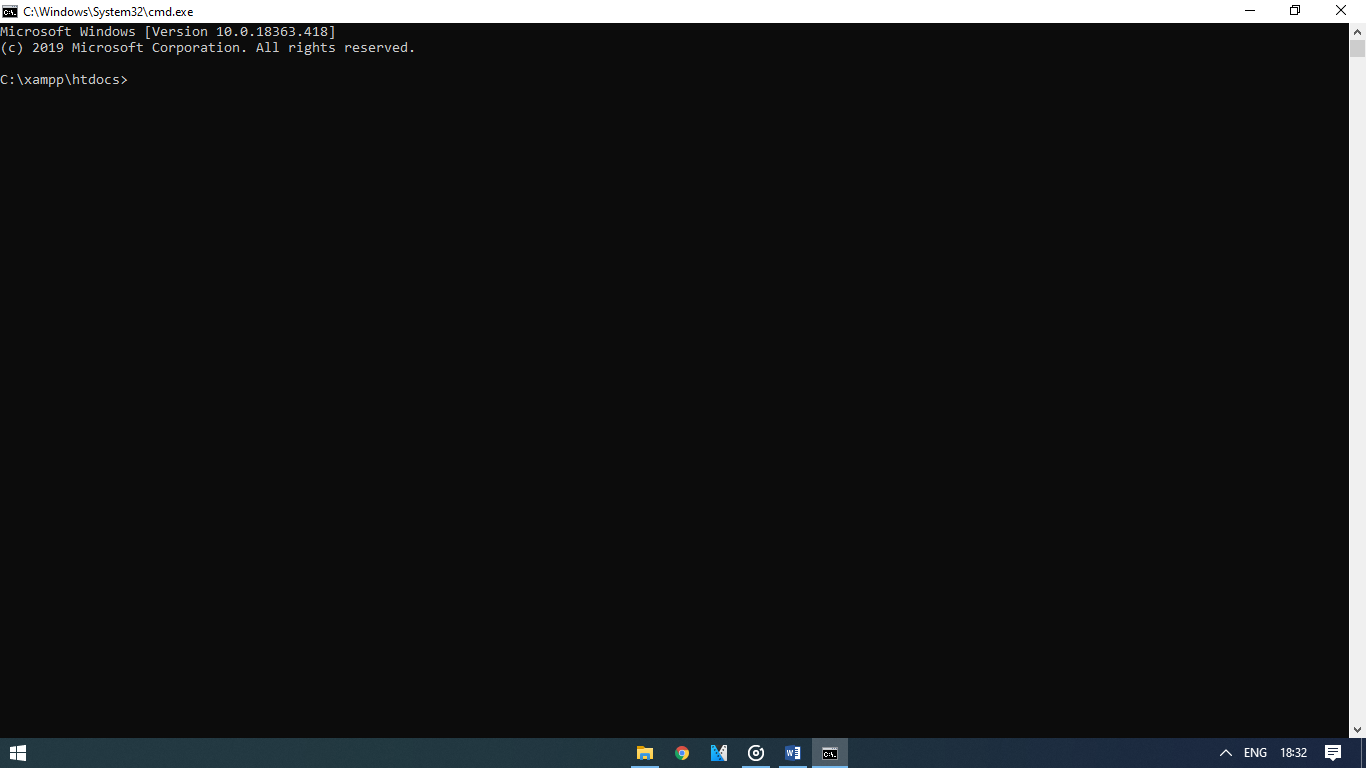 C:\Windows\System32\cmd.exe
Microsoft Windows [Version 10.0.18363.418]
(c) 2019 Microsoft Corporation. All rights reserved.
C:\xampp\htdocs>
ENG 18:32